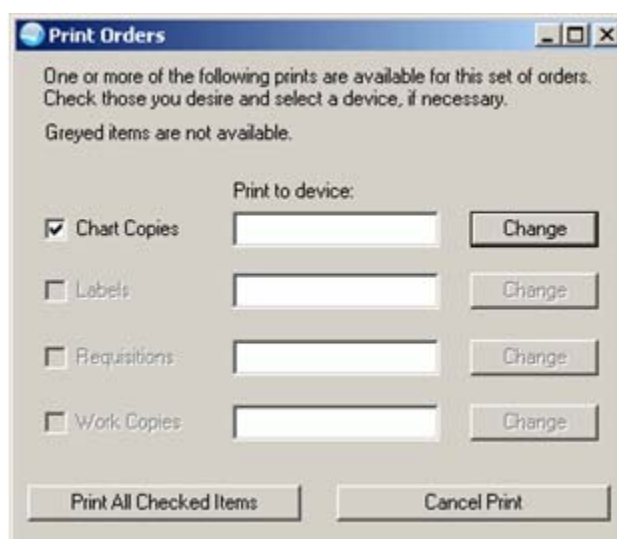 Print Orders
One or more of the following prints are available for this set of orders.
Check those you desire and select a device, if necessary.
Greyed items are not available.
Print to device:
Chart Copies Change
Labels Change
Requisitions Change
Work Copies Change
Print All Checked Items Cancel Print